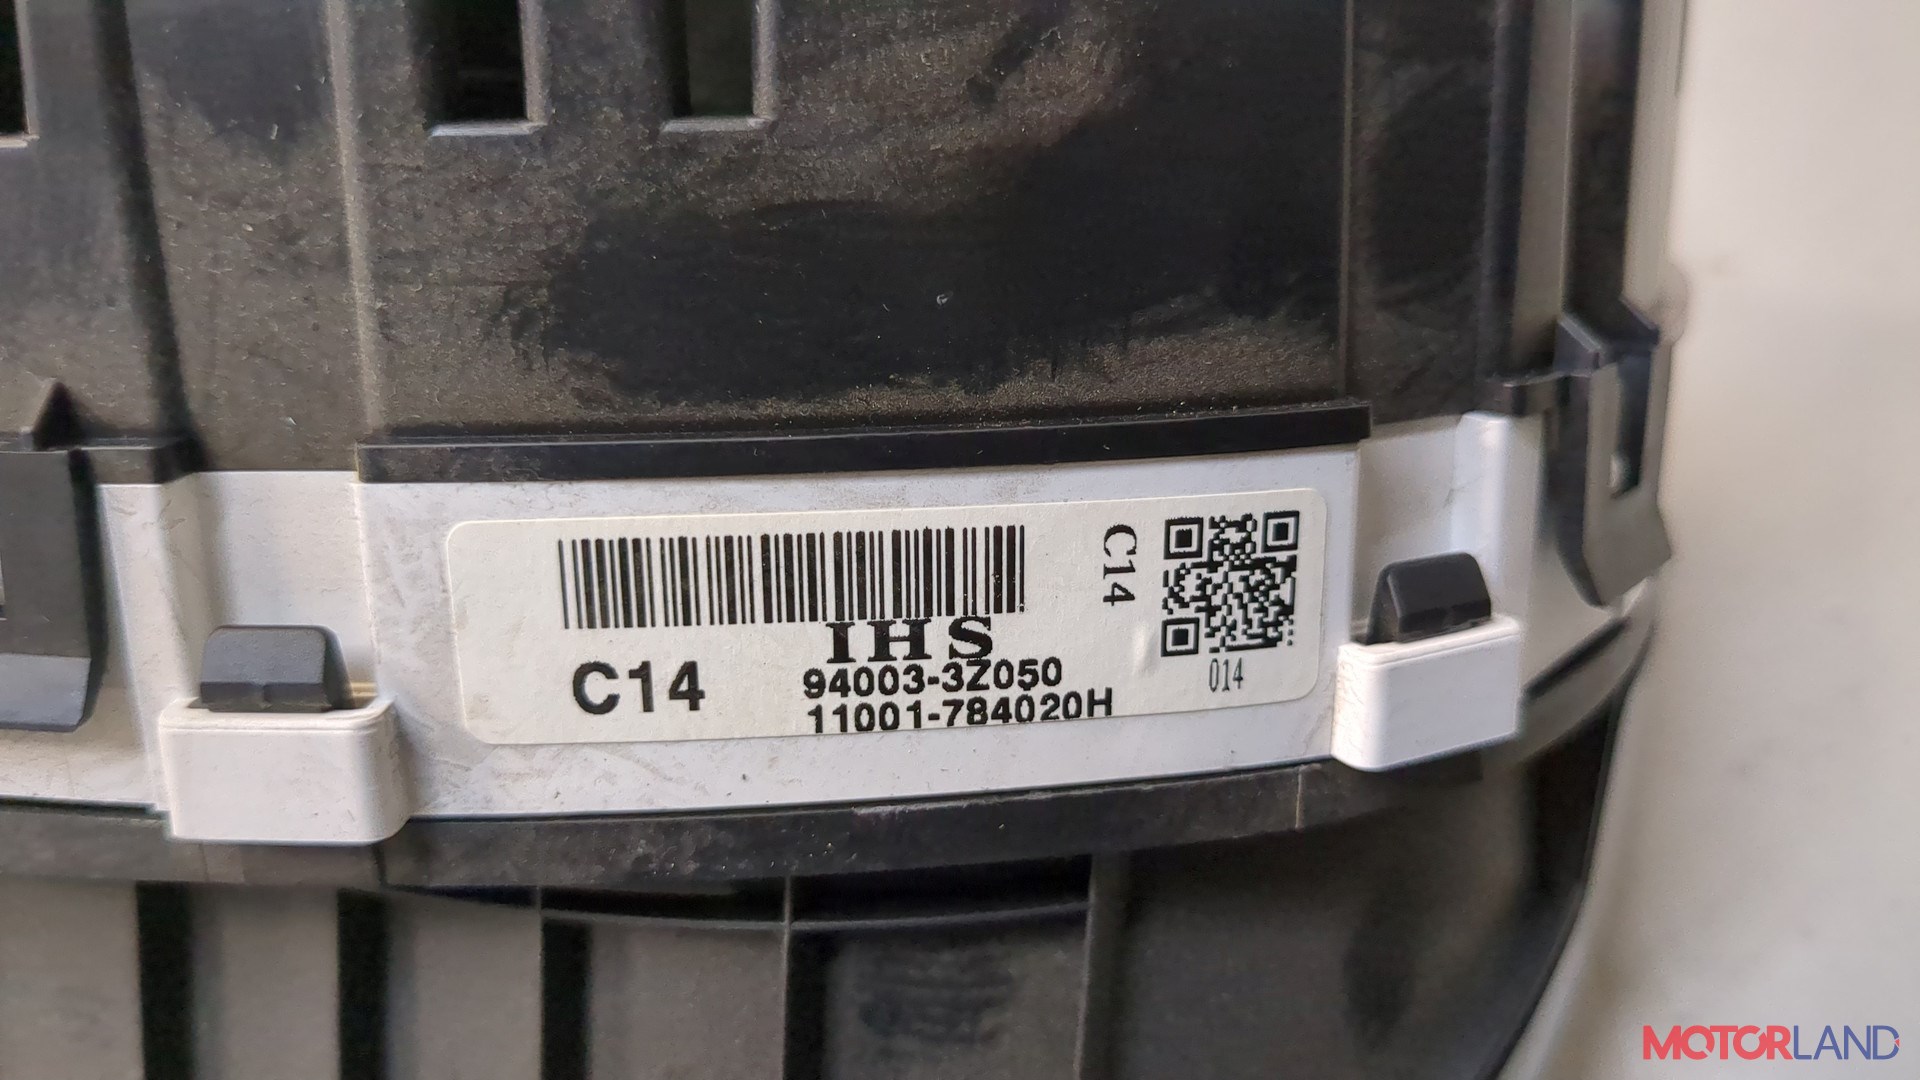 IHS
C14
94003-3Z050
11001-784020H
C14
014
MOTORLAND